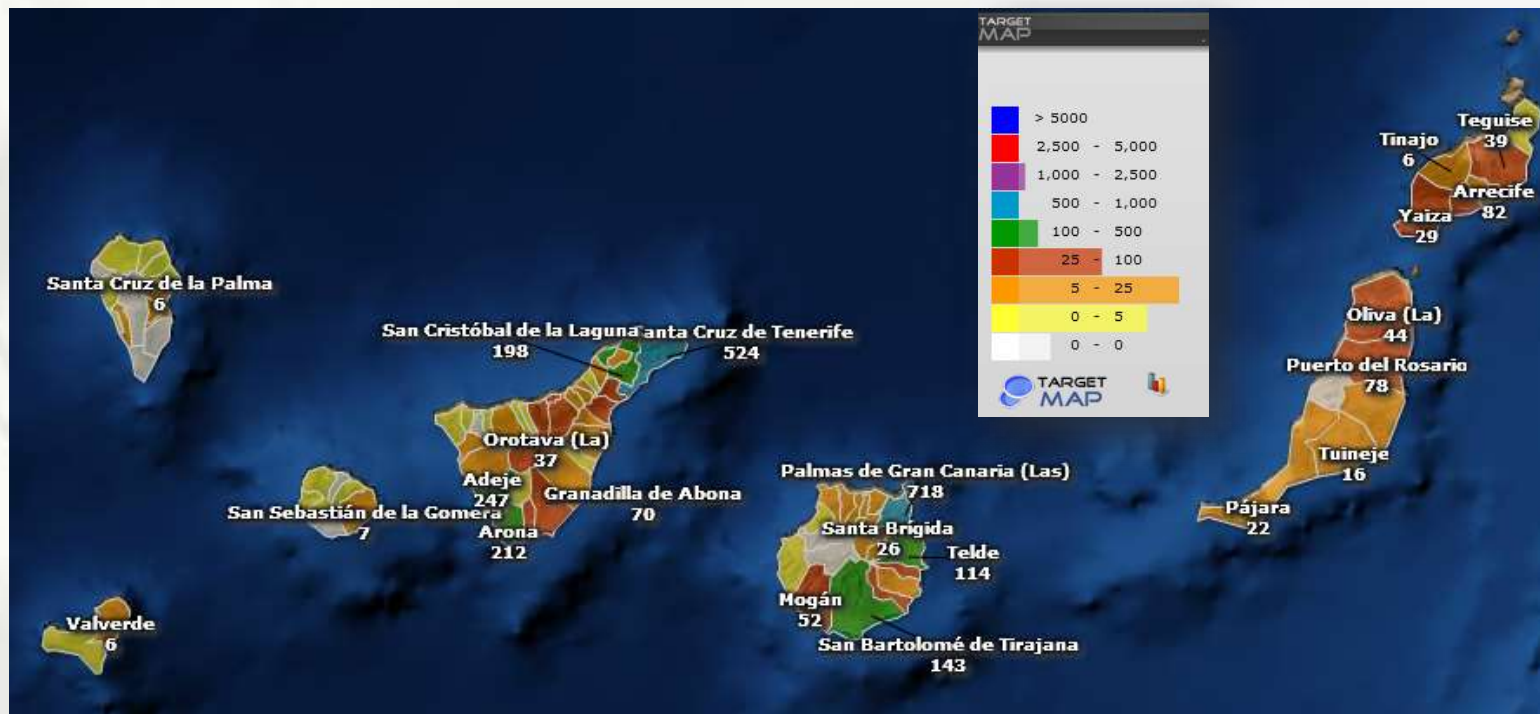 TARGET
MAP
> 5000
2,500 - 5,000
1,000 - 2,500
500 - 1,000
100 - 500
25 - 100
5 - 25
0 - 5
0 - 0
TARGET
MAP
Teguise
39
Tinajo
6
Arrecife
82
Yaiza
29
Santa Cruz de la Palma
6
San Cristóbal de la Laguna
198
anta Cruz de Tenerife
524
Oliva (La)
44
Puerto del Rosario
78
Orotava (La)
37
Adeje
247
Granadilla de Abona
70
Arona
212
San Sebastián de la Gomera
7
Palmas de Gran Canaria (Las)
718
Santa Brígida
26
Telde
114
Tuineje
16
Pájara
22
Mogán
52
San Bartolomé de Tirajana
143
Valverde
6